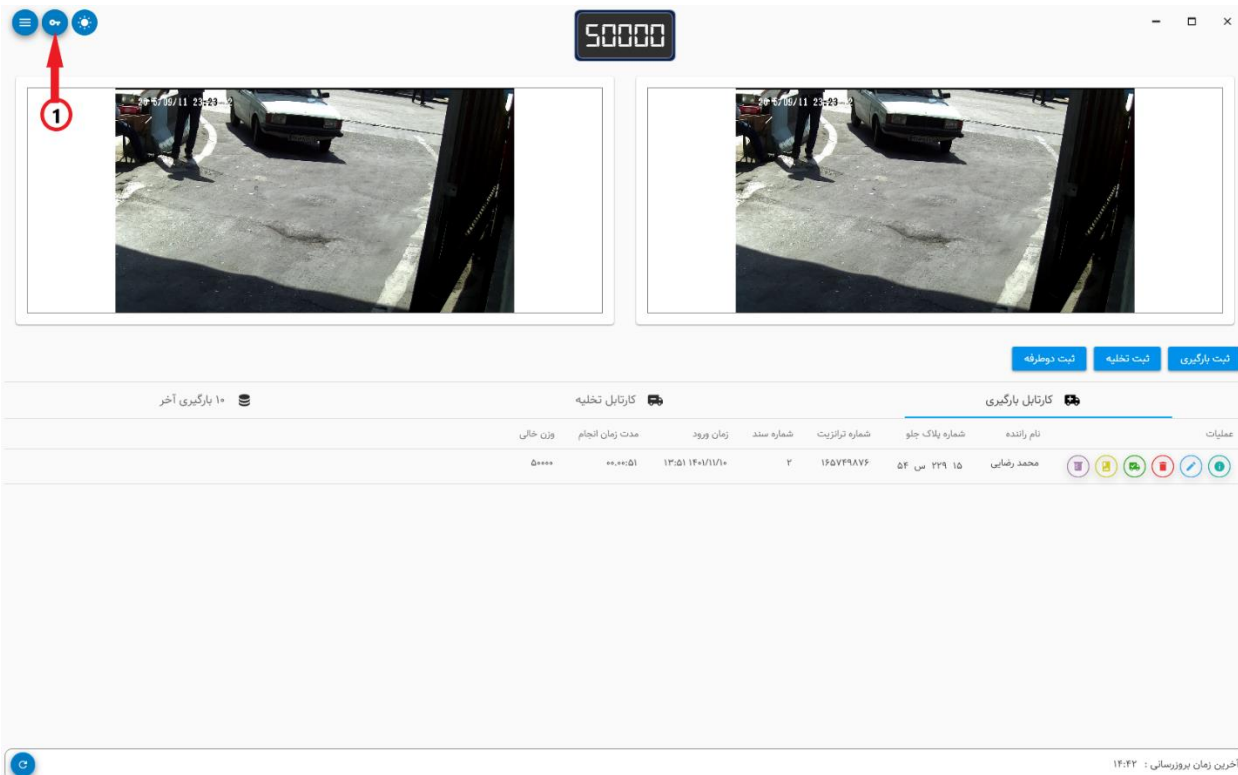 50000
1
ثبت بارگیری ثبت تخلیه ثبت دوطرفه
کارتابل بارگیری کارتابل تخلیه ۱۰ بارگیری آخر
عملیات نام راننده شماره پلاک جلو شماره ترانزیت شماره سند زمان ورود مدت زمان انجام وزن خالی
محمد رضایی ۱۵ ۲۲۹ س ۵۴ ۱۶۵۷۴۹۸۷۶ ۲ ۱۳:۵۱ ۱۴۰۱/۱۱/۱۰ ۰۰.۰۰:۵۱ ۵۰۰۰۰
آخرین زمان بروزرسانی : ۱۴:۴۲